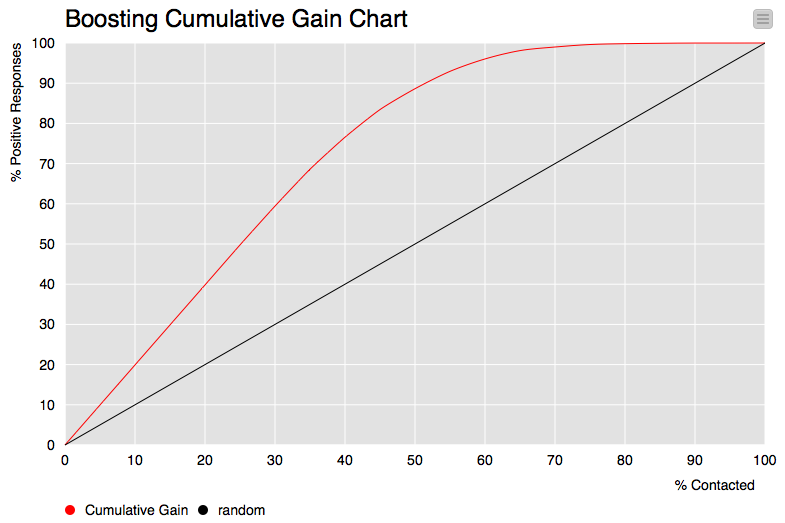 Boosting Cumulative Gain Chart
% Positive Responses
100
90
80
70
60
50
40
30
20
10
0
0 10 20 30 40 50 60 70 80 90 100
% Contacted
Cumulative Gain random